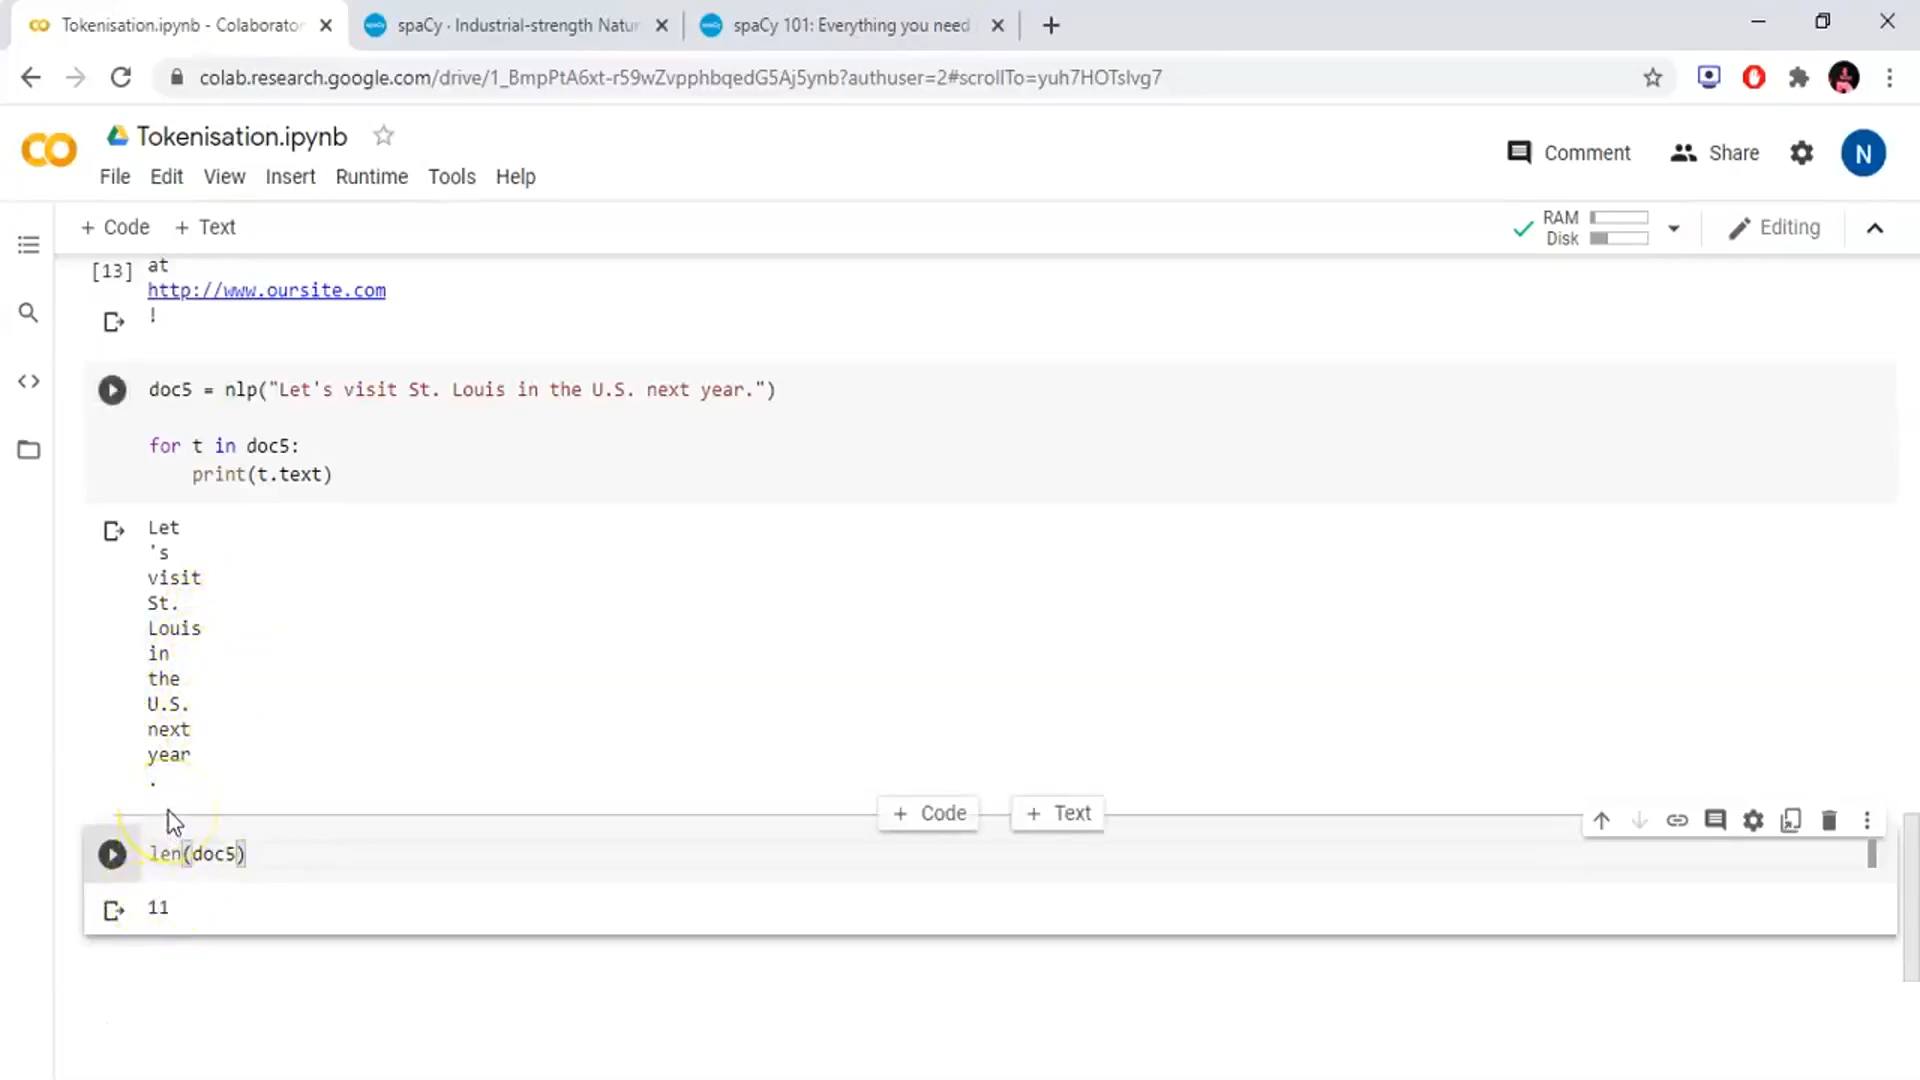 Tokenisation.ipynb - Colaborator
spaCy · Industrial-strength Natur
spaCy 101: Everything you need
colab.research.google.com/drive/1_BmpPtA6xt-r59wZvpphbqedG5Aj5ynb?authuser=2#scrollTo=yuh7HOTslvg7
CO Tokenisation.ipynb
Comment Share N
File Edit View Insert Runtime Tools Help
+ Code + Text
RAM
Disk
Editing
[13] at
http://www.oursite.com
!
doc5 = nlp("Let's visit St. Louis in the U.S. next year.")
for t in doc5:
print(t.text)
Let
's
visit
St.
Louis
in
the
U.S.
next
year
.
+ Code + Text
len(doc5)
11